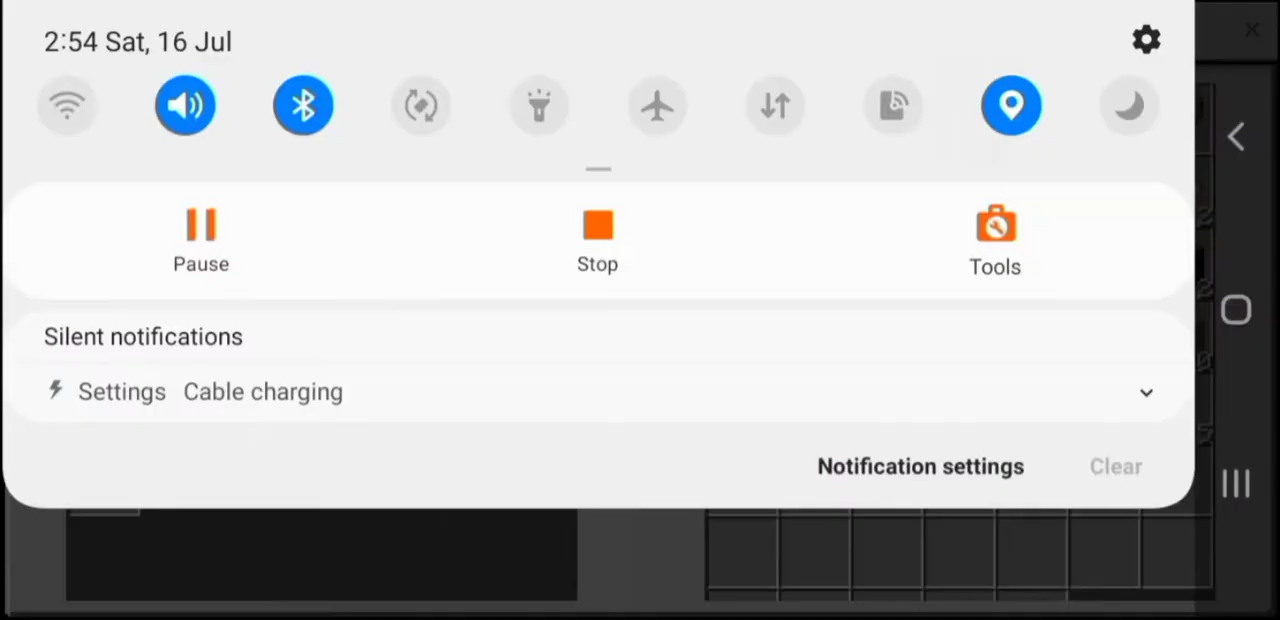 2:54 Sat, 16 Jul
Pause
Stop
Tools
Silent notifications
Settings Cable charging
Notification settings
Clear